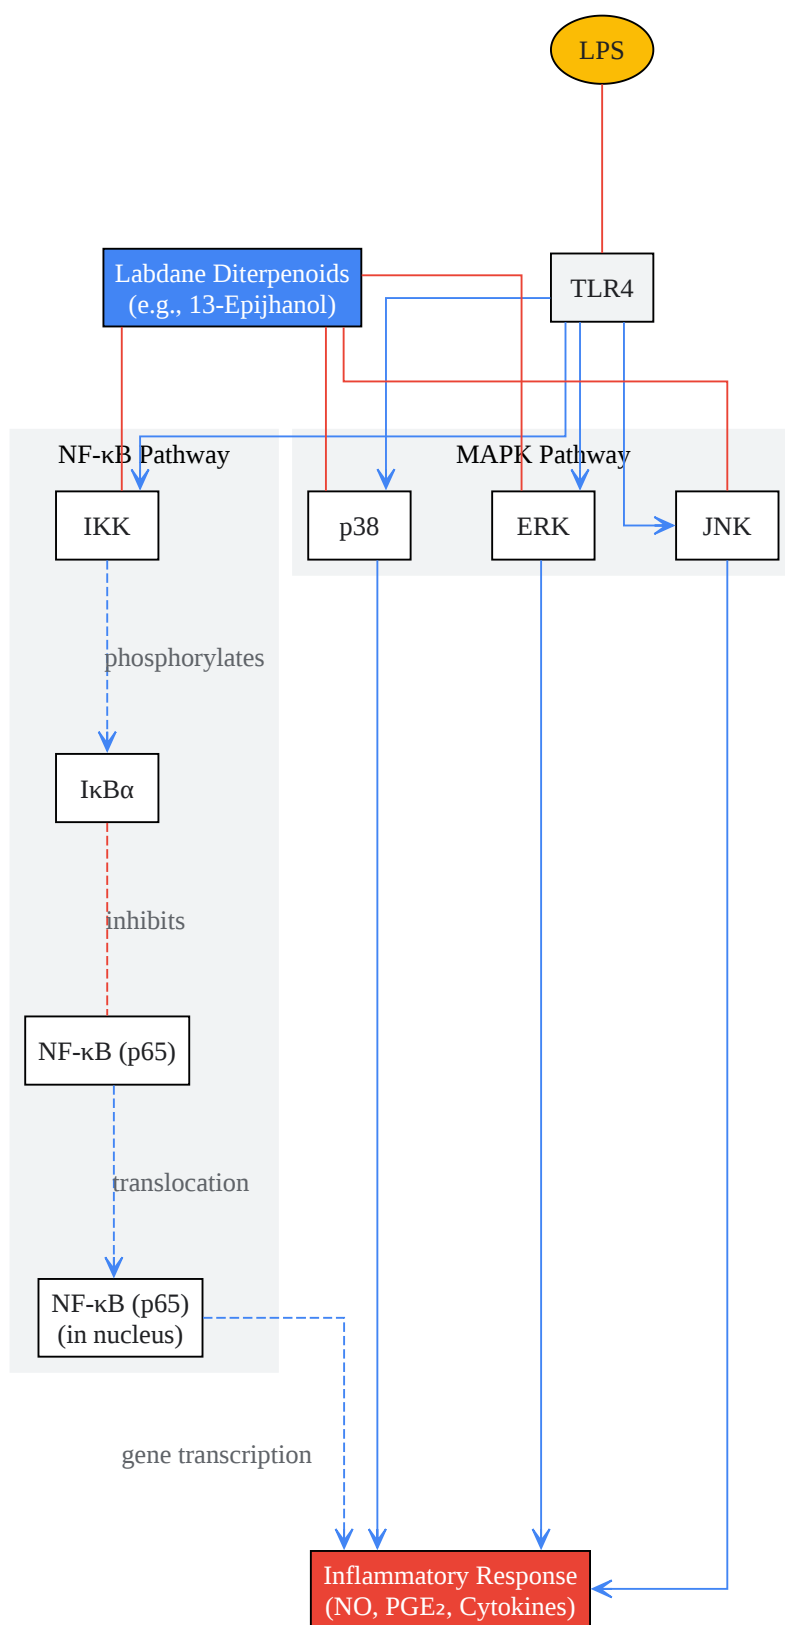 LPS
Labdane Diterpenoids
(e.g., 13-Epijhanol)
TLR4
NF-κB Pathway
MAPK Pathway
IKK
p38
ERK
JNK
phosphorylates
IκBα
inhibits
NF-κB (p65)
translocation
NF-κB (p65)
(in nucleus)
gene transcription
Inflammatory Response
(NO, PGE₂, Cytokines)